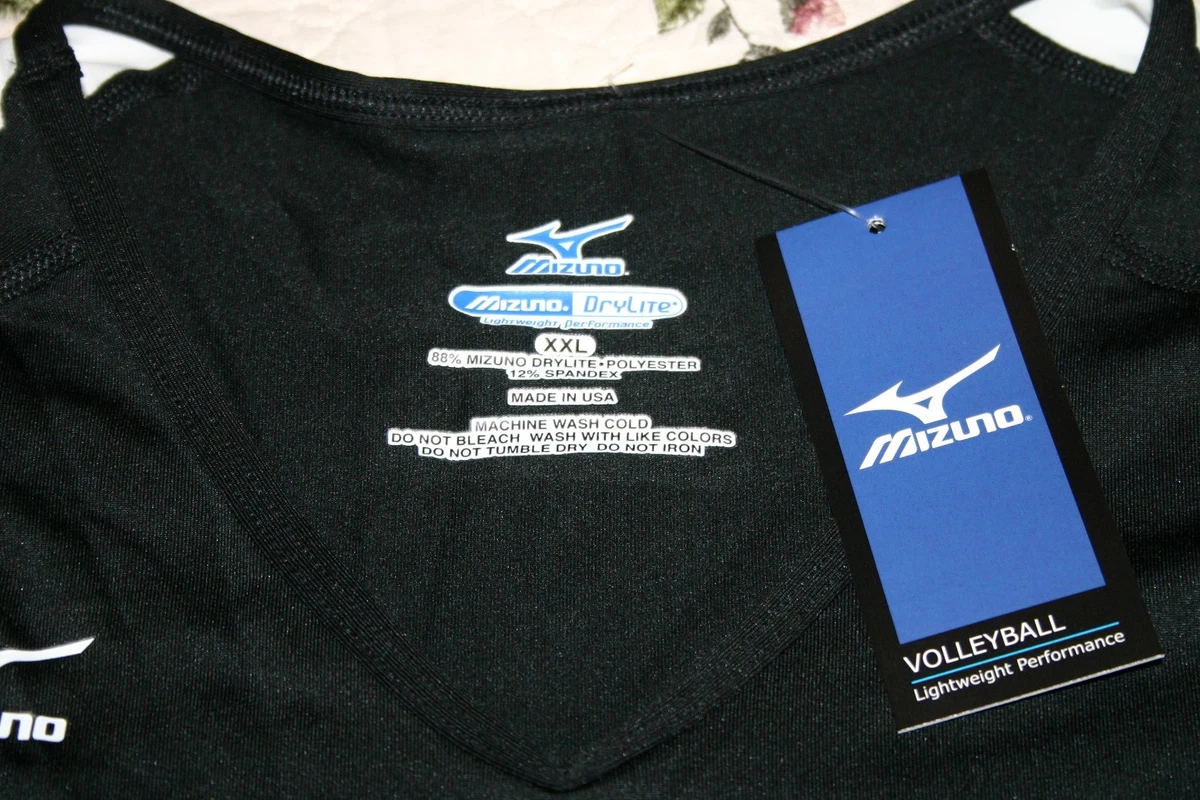 MIZUNO
MIZUNO. DRYLITE
Lightweight Performance
XXL
88% MIZUNO DRYLITE•POLYESTER
12% SPANDEX
MADE IN USA
MACHINE WASH COLD
DO NOT BLEACH WASH WITH LIKE COLORS
DO NOT TUMBLE DRY DO NOT IRON
MIZUNO®
VOLLEYBALL
Lightweight Performance
no